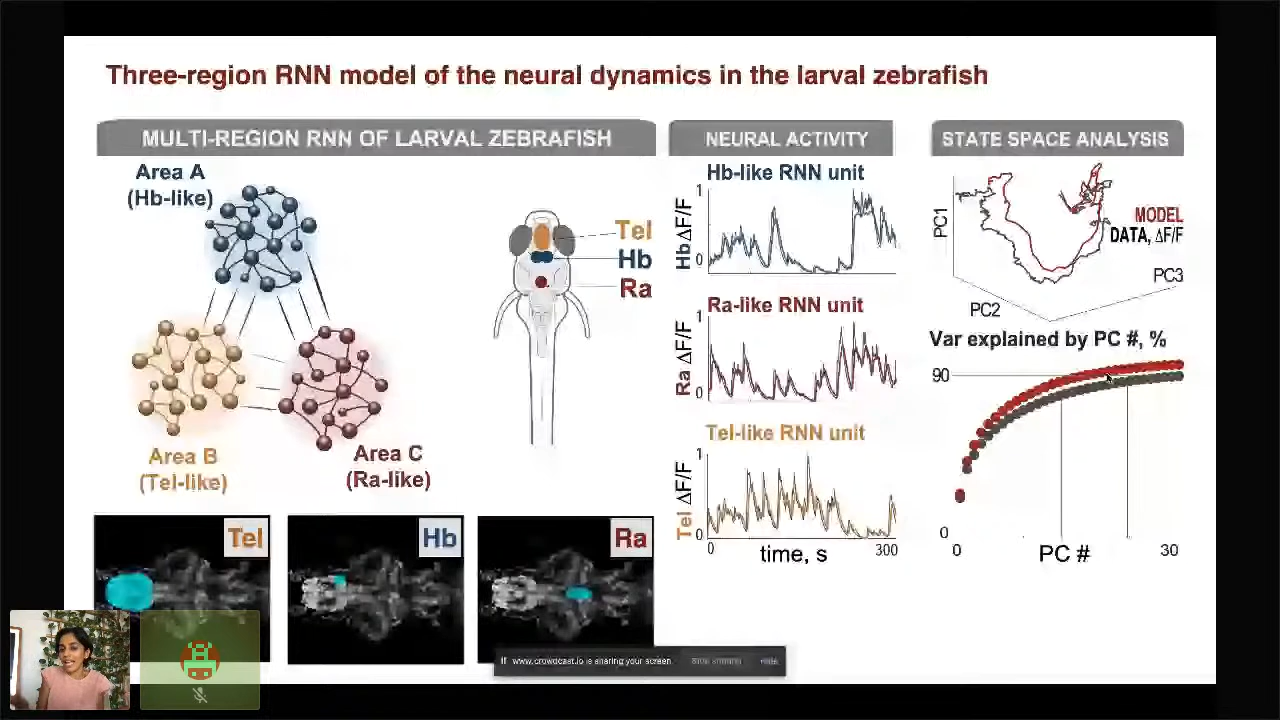 Three-region RNN model of the neural dynamics in the larval zebrafish
MULTI-REGION RNN OF LARVAL ZEBRAFISH
Area A
(Hb-like)
Area B
(Tel-like)
Area C
(Ra-like)
Tel
Hb
Ra
Tel
Hb
Ra
NEURAL ACTIVITY
Hb-like RNN unit
1
Hb ΔF/F
0
Ra-like RNN unit
1
Ra ΔF/F
0
Tel-like RNN unit
1
Tel ΔF/F
0
0
300
time, s
STATE SPACE ANALYSIS
PC1
MODEL
DATA, ΔF/F
PC3
PC2
Var explained by PC #, %
90
0
0
PC #
30
www.crowdcast.io is sharing your screen
Stop sharing
Hide